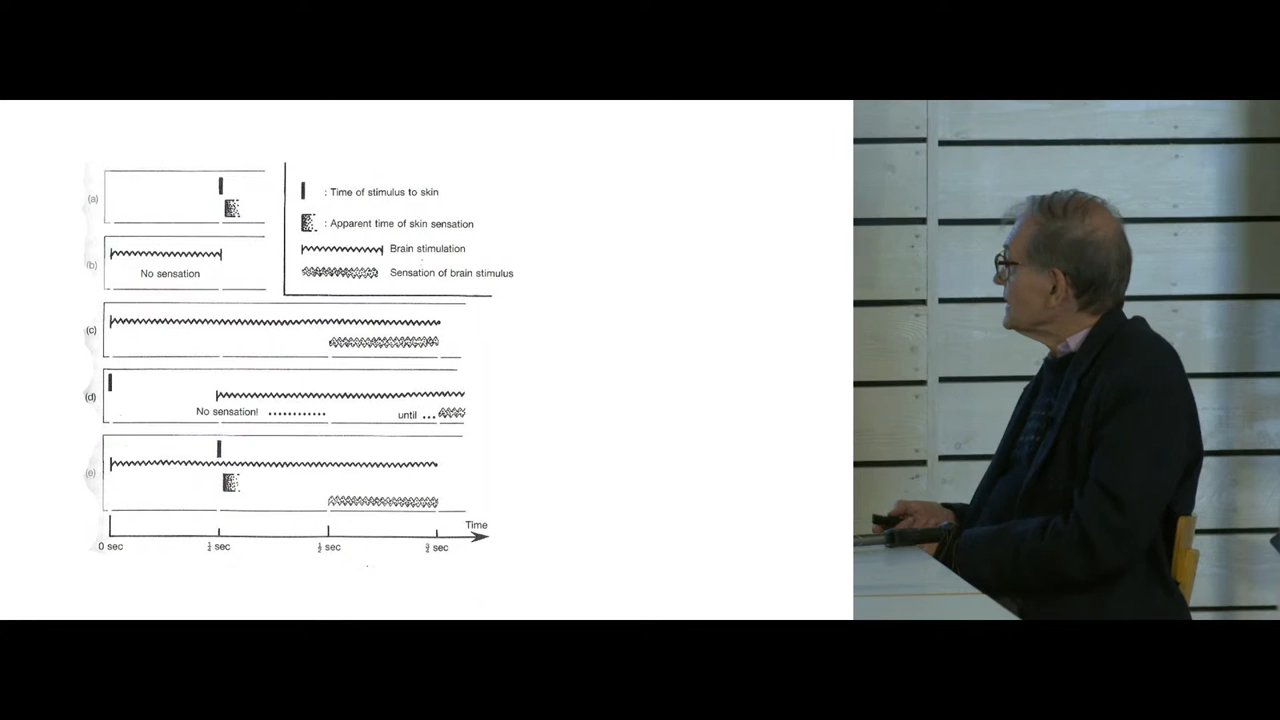 (a)
: Time of stimulus to skin
: Apparent time of skin sensation
(b)
No sensation
Brain stimulation
Sensation of brain stimulus
(c)
(d)
No sensation! ............ until ...
(e)
Time
0 sec ¼ sec ½ sec ¾ sec